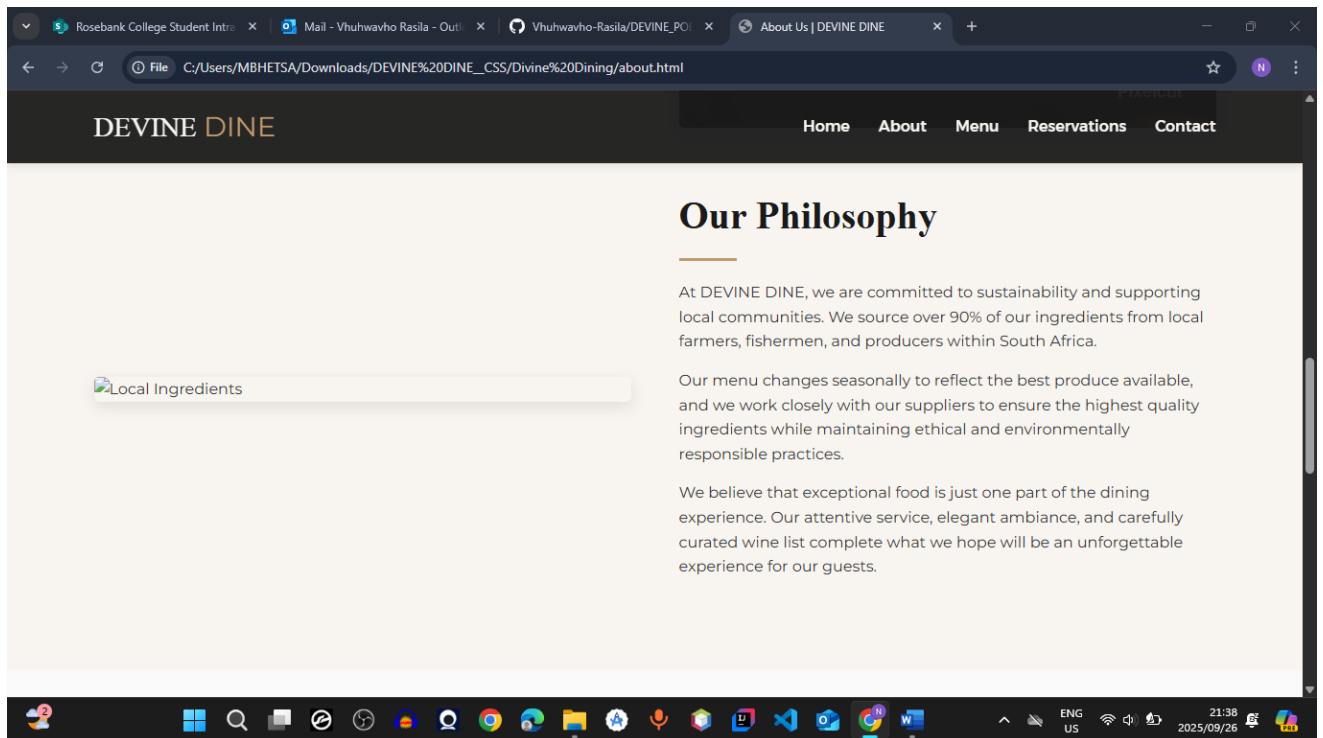 Rosebank College Student Intra
Mail - Vhuhwavho Rasila - Outl
Vhuhwavho-Rasila/DEVINE_POE
About Us | DEVINE DINE
File C:/Users/MBHETSA/Downloads/DEVINE%20DINE__CSS/Divine%20Dining/about.html
N
Pixelcut
DEVINE DINE
Home About Menu Reservations Contact
Our Philosophy
At DEVINE DINE, we are committed to sustainability and supporting
local communities. We source over 90% of our ingredients from local
farmers, fishermen, and producers within South Africa.
Local Ingredients
Our menu changes seasonally to reflect the best produce available,
and we work closely with our suppliers to ensure the highest quality
ingredients while maintaining ethical and environmentally
responsible practices.
We believe that exceptional food is just one part of the dining
experience. Our attentive service, elegant ambiance, and carefully
curated wine list complete what we hope will be an unforgettable
experience for our guests.
2
ENG
US
21:38
2025/09/26
PRE